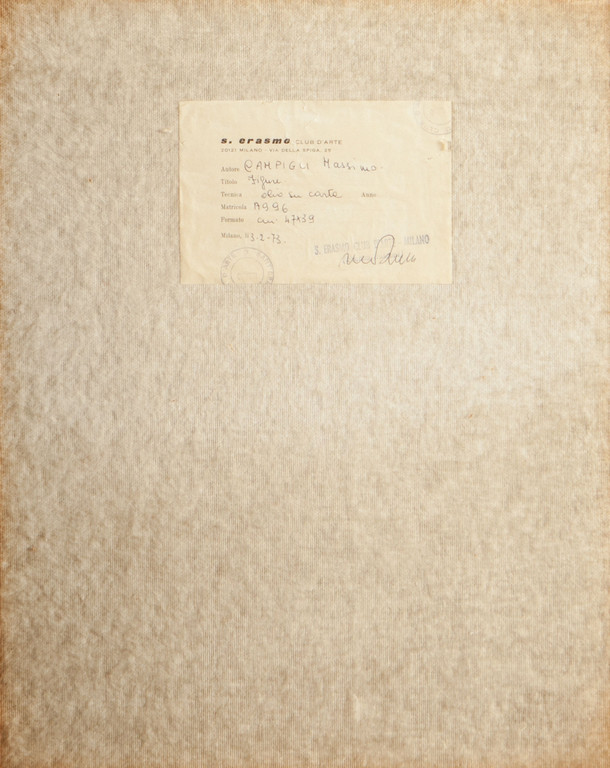 s. erasmo CLUB D'ARTE
20121 MILANO - VIA DELLA SPIGA, 25
Autore CAMPIGLI Massimo
Titolo Figure
Tecnica olio su carta Anno
Matricola A996
Formato cm 47x39
Milano, 13-2-73.
S. ERASMO CLUB MILANO